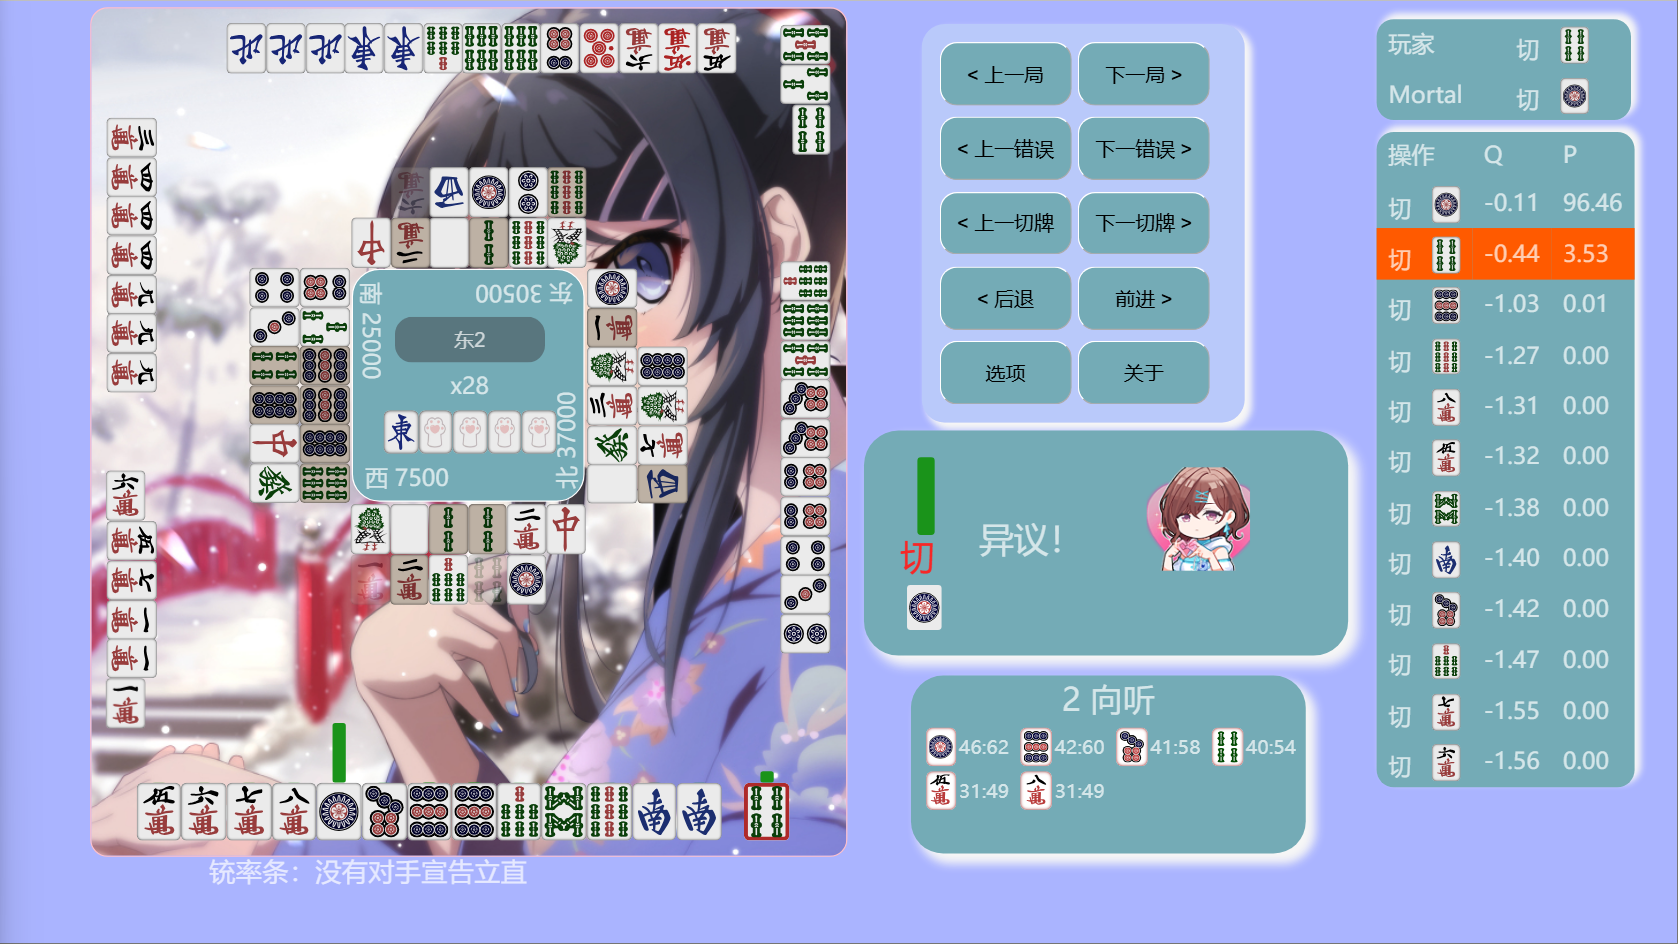 < 上一局
下一局 >
< 上一错误
下一错误 >
< 上一切牌
下一切牌 >
< 后退
前进 >
选项
关于
玩家 切
Mortal 切
操作 Q P
切 -0.11 96.46
切 -0.44 3.53
切 -1.03 0.01
切 -1.27 0.00
切 -1.31 0.00
切 -1.32 0.00
切 -1.38 0.00
切 -1.40 0.00
切 -1.42 0.00
切 -1.47 0.00
切 -1.55 0.00
切 -1.56 0.00
东 30500
南 25000
东2
x28
北 37000
西 7500
切
异议！
2 向听
46:62 42:60 41:58 40:54
31:49 31:49
铳率条：没有对手宣告立直